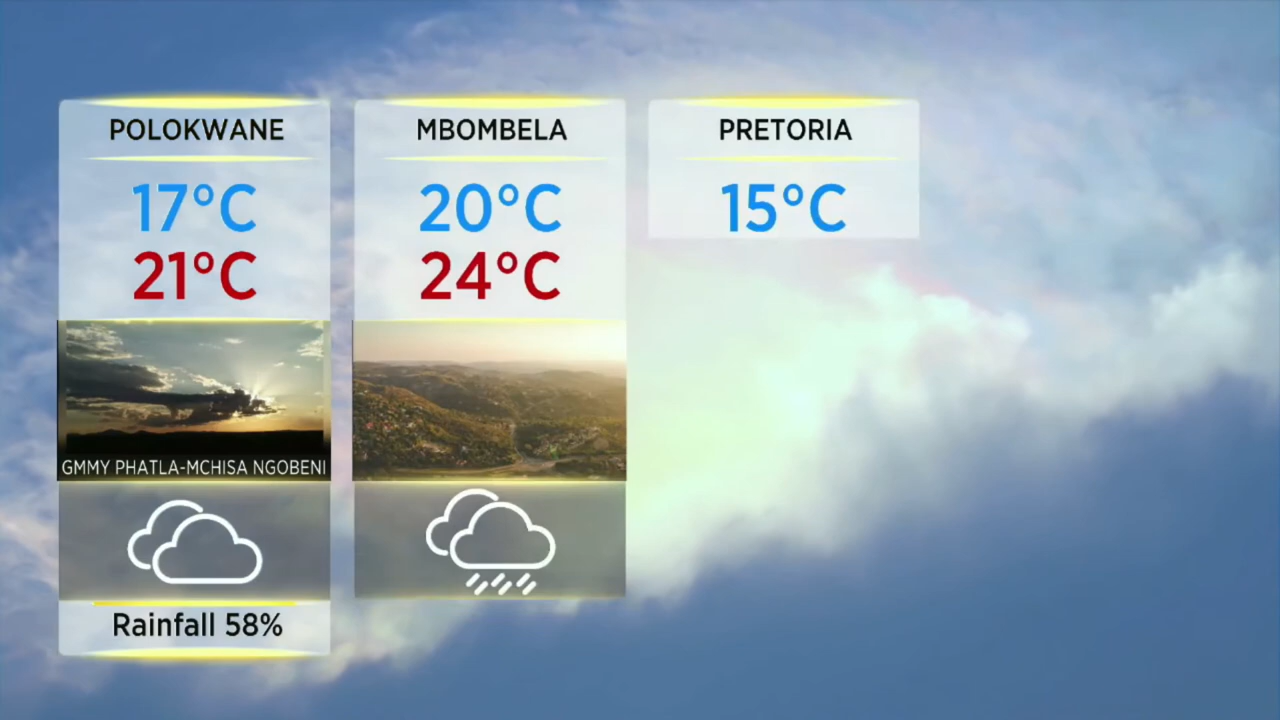 POLOKWANE
17°C
21°C
GMMY PHATLA-MCHISA NGOBENI
Rainfall 58%
MBOMBELA
20°C
24°C
PRETORIA
15°C